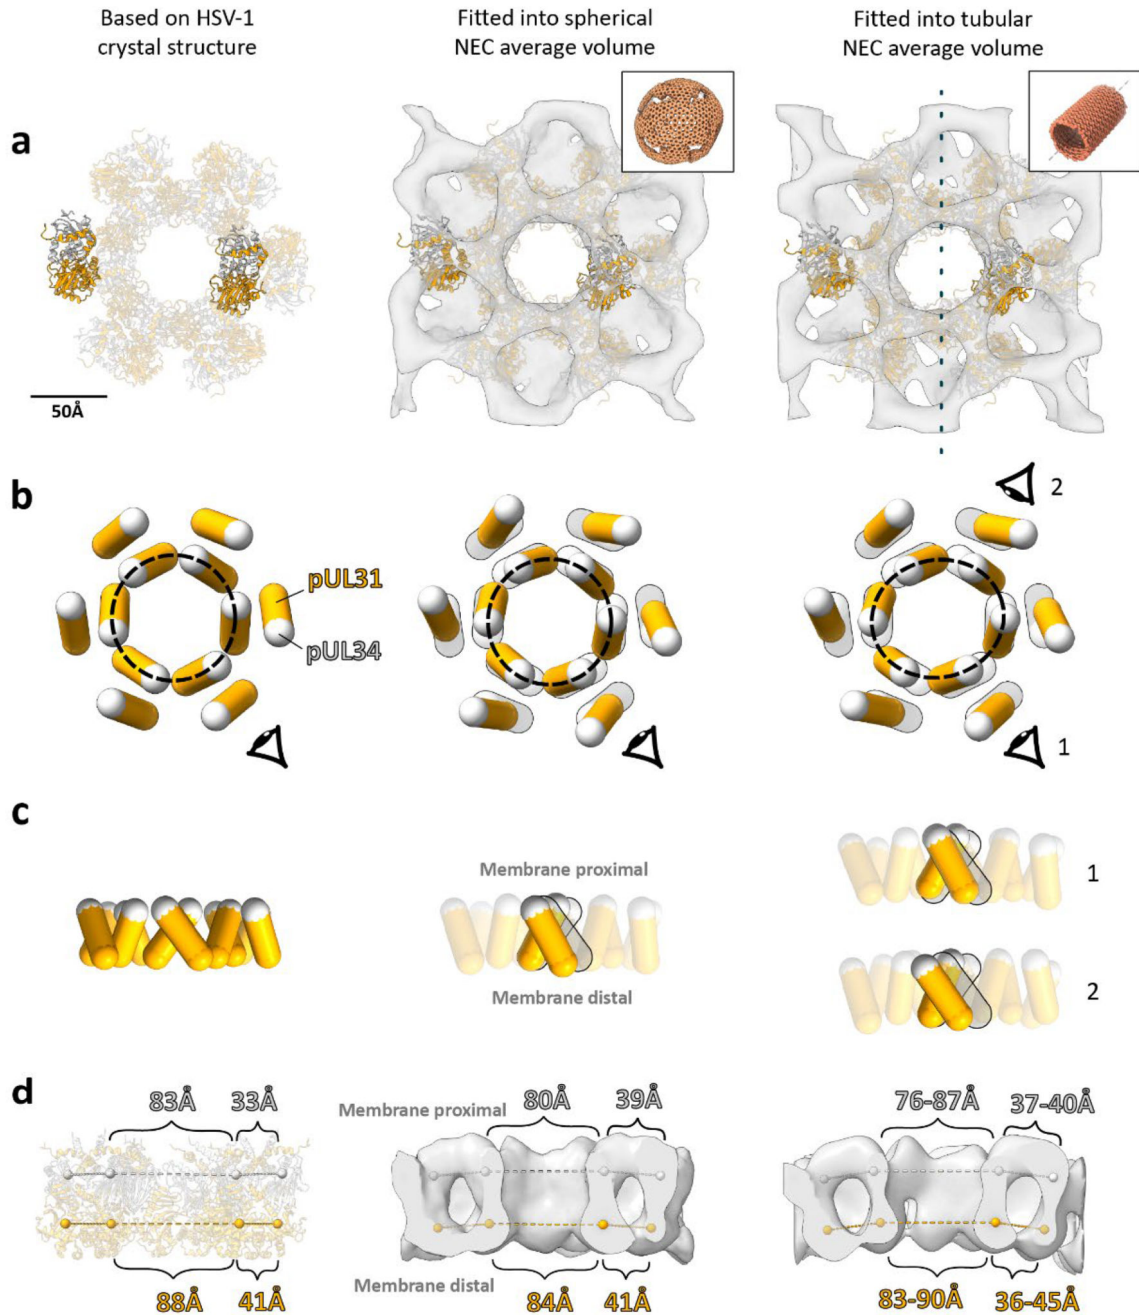 Based on HSV-1
crystal structure
Fitted into spherical
NEC average volume
Fitted into tubular
NEC average volume
a
50Å
b
pUL31
pUL34
2
1
c
Membrane proximal
Membrane distal
1
2
d
83Å 33Å
88Å 41Å
Membrane proximal
80Å 39Å
Membrane distal
84Å 41Å
76-87Å 37-40Å
83-90Å 36-45Å